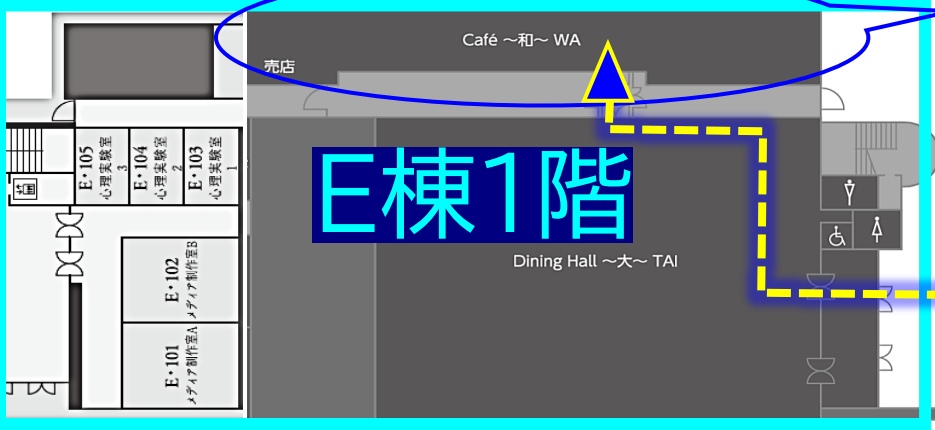 Café ～和～ WA
売店
E棟1階
Dining Hall ～大～ TAI
E・105
心理実験室
3
E・104
心理実験室
2
E・103
心理実験室
1
E・102
メディア制作室B
E・101
メディア制作室A